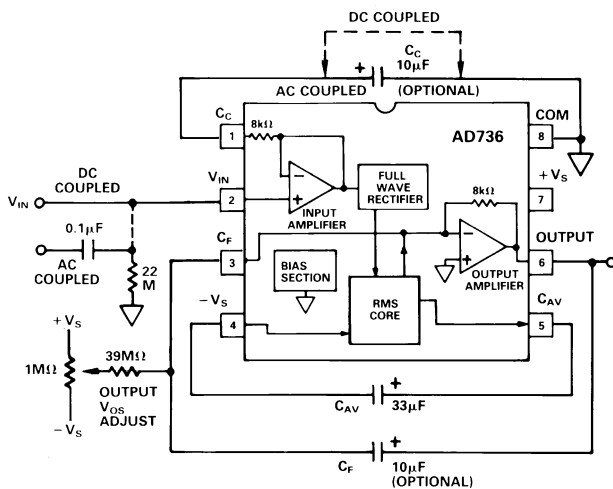 DC COUPLED
C_C
10μF
AC COUPLED
+
(OPTIONAL)
C_C
8kΩ
AD736
COM
1
8
DC
COUPLED
V_IN
V_IN
2
−
+
INPUT
AMPLIFIER
FULL
WAVE
RECTIFIER
+V_S
7
8kΩ
0.1μF
AC
COUPLED
22
M
C_F
3
BIAS
SECTION
−
+
OUTPUT
AMPLIFIER
OUTPUT
6
−V_S
4
RMS
CORE
C_AV
5
+V_S
1MΩ
−V_S
39MΩ
OUTPUT
V_OS
ADJUST
C_AV
+
33μF
C_F
+
10μF
(OPTIONAL)